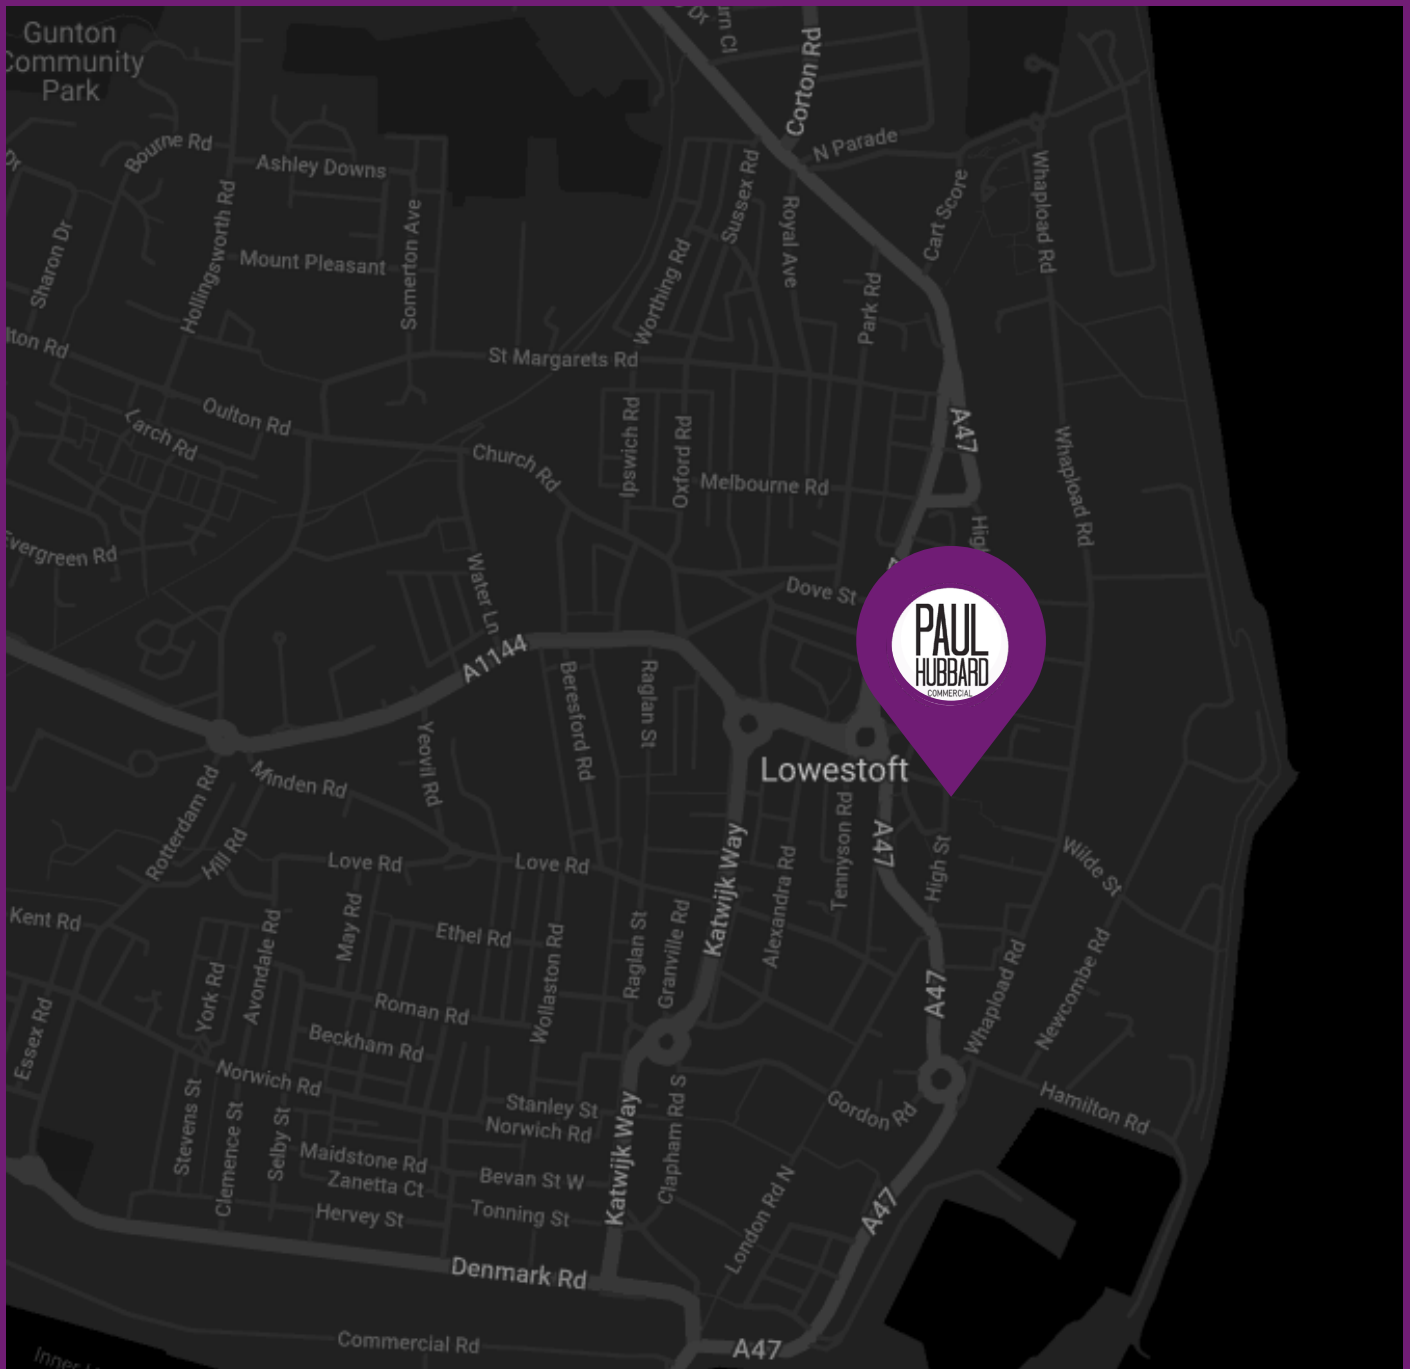 Gunton
Community
Park
Corton Rd
N Parade
Bourne Rd
Ashley Downs
Sussex Rd
Royal Ave
Cart Score
Whapload Rd
Hollingsworth Rd
Sharon Dr
Mount Pleasant
Somerton Ave
Worthing Rd
Park Rd
St Margarets Rd
Oulton Rd
Larch Rd
Church Rd
Ipswich Rd
Oxford Rd
A47
Melbourne Rd
Whapload Rd
Evergreen Rd
Water Ln
Dove St
PAUL
HUBBARD
COMMERCIAL
A1144
Beresford Rd
Raglan St
Lowestoft
Yeovil Rd
Minden Rd
Rotterdam Rd
Hill Rd
Love Rd
Love Rd
Katwijk Way
Alexandra Rd
Tennyson Rd
A47
High St
Wilde St
Kent Rd
May Rd
Avondale Rd
Ethel Rd
Wollaston Rd
Raglan St
Granville Rd
York Rd
Roman Rd
Beckham Rd
A47
Whapload Rd
Newcombe Rd
Essex Rd
Norwich Rd
Stevens St
Clemence St
Selby St
Stanley St
Norwich Rd
Katwijk Way
Clapham Rd S
Gordon Rd
Hamilton Rd
Maidstone Rd
Zanetta Ct
Bevan St W
Hervey St
Tonning St
London Rd N
A47
Denmark Rd
Commercial Rd
A47
Inner